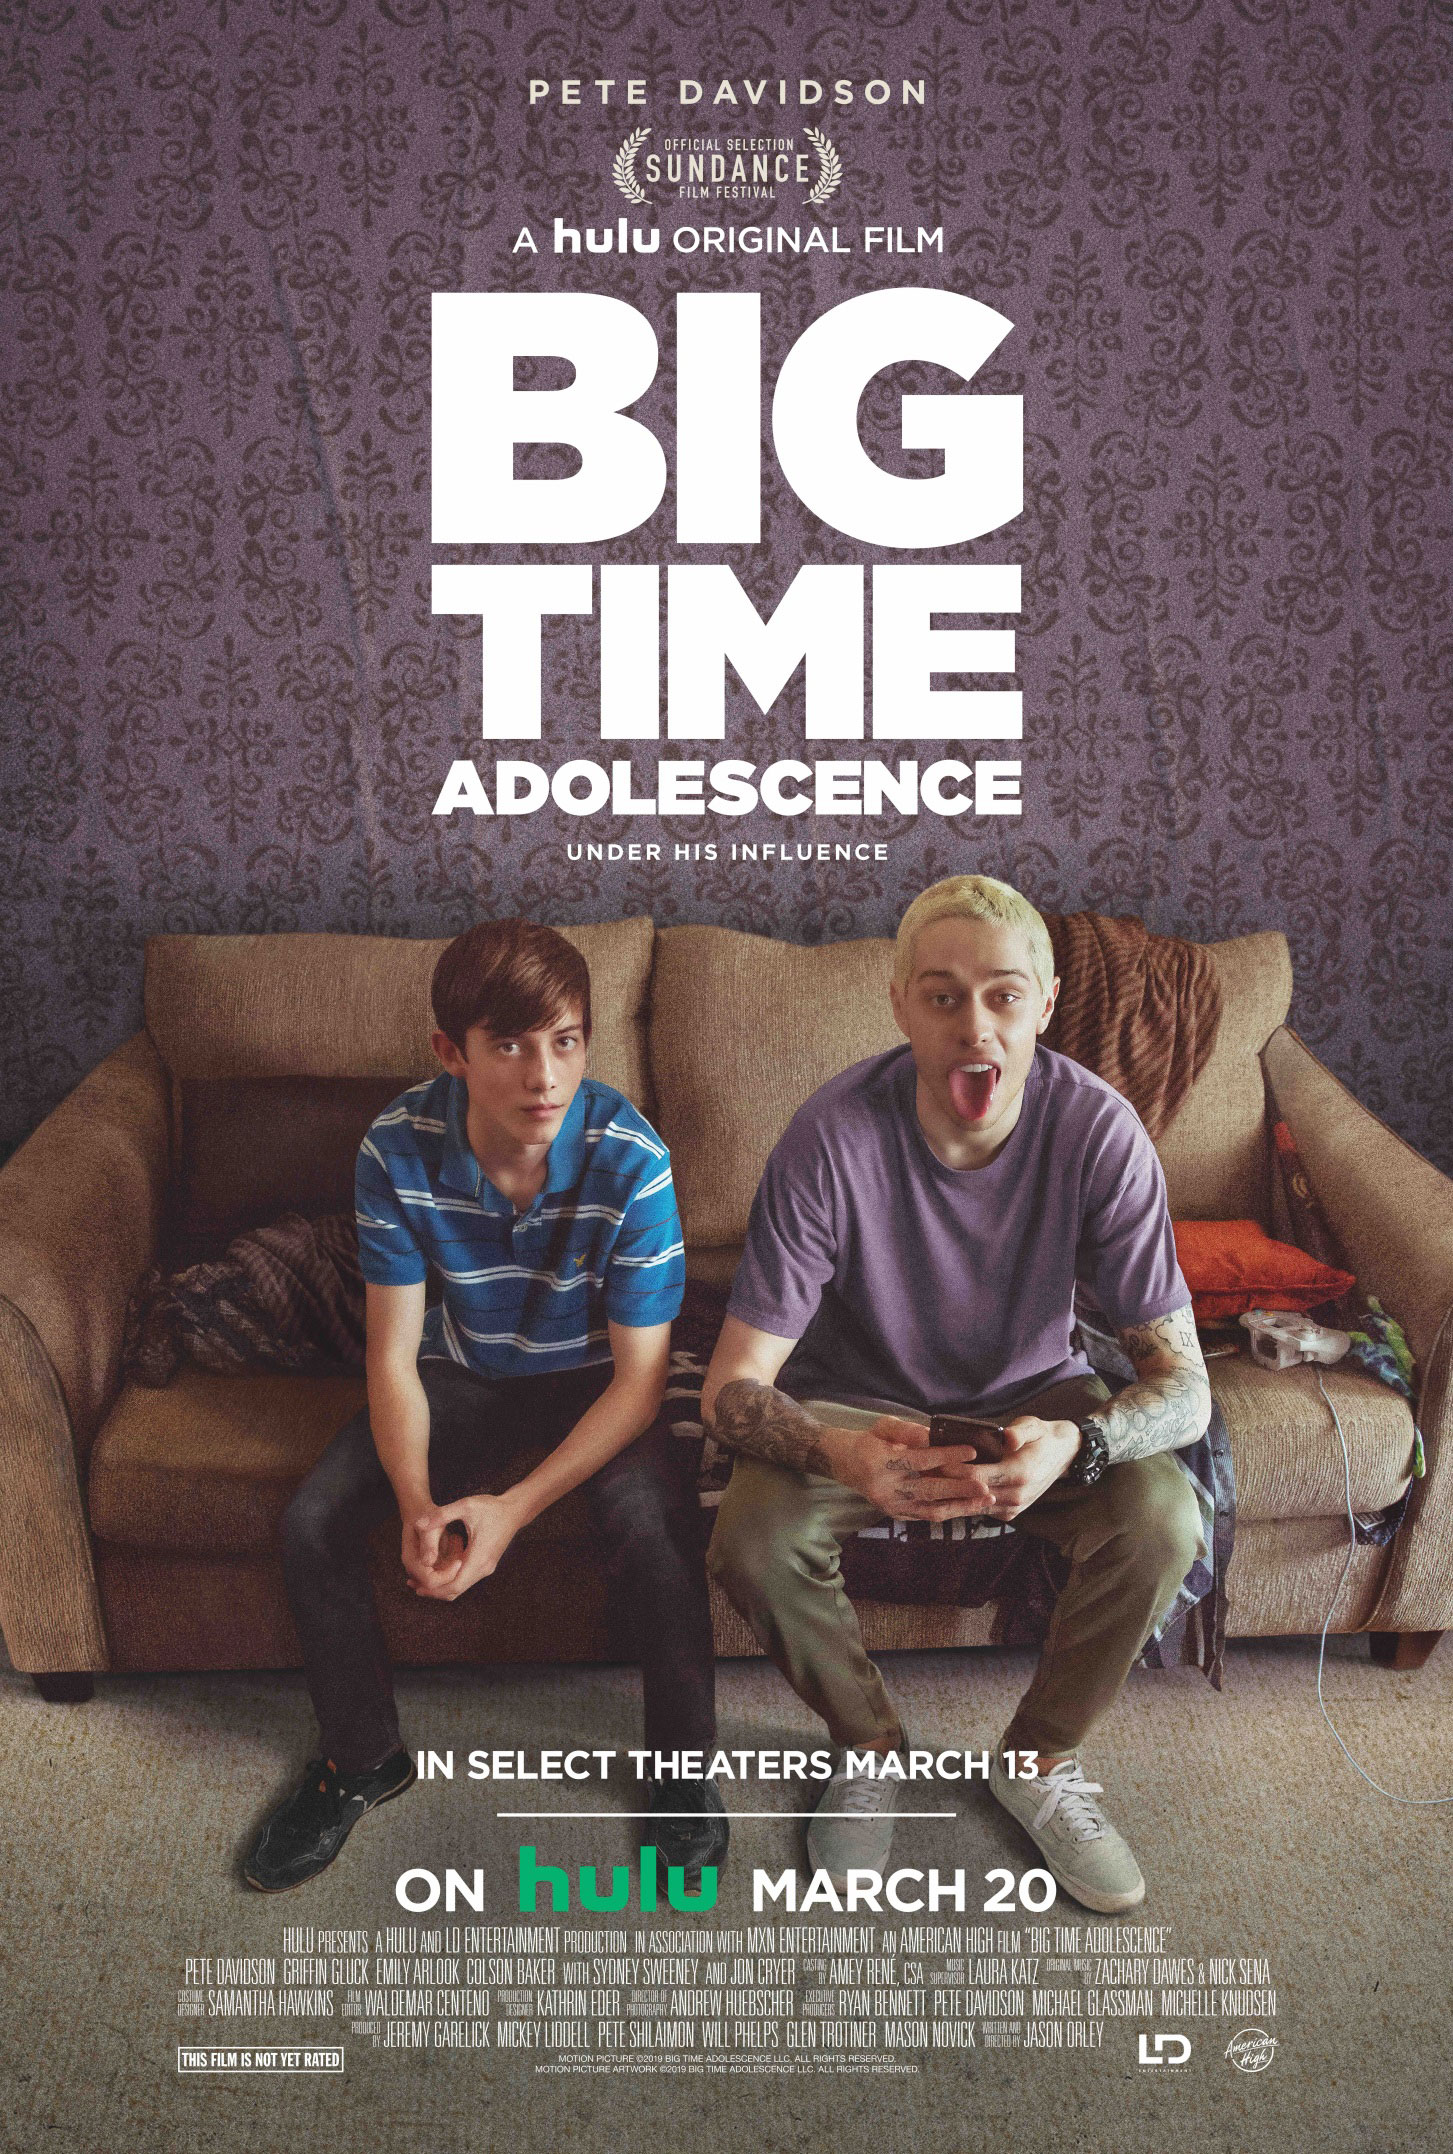 PETE DAVIDSON
OFFICIAL SELECTION
SUNDANCE
FILM FESTIVAL
A hulu ORIGINAL FILM
BIG
TIME
ADOLESCENCE
UNDER HIS INFLUENCE
IX
IN SELECT THEATERS MARCH 13
ON hulu MARCH 20
HULU PRESENTS A HULU AND LD ENTERTAINMENT PRODUCTION IN ASSOCIATION WITH MXN ENTERTAINMENT AN AMERICAN HIGH FILM "BIG TIME ADOLESCENCE"
PETE DAVIDSON GRIFFIN GLUCK EMILY ARLOOK COLSON BAKER WITH SYDNEY SWEENEY AND JON CRYER CASTING BY AMEY RENÉ, CSA MUSIC SUPERVISOR LAURA KATZ ORIGINAL MUSIC BY ZACHARY DAWES & NICK SENA
COSTUME DESIGNER SAMANTHA HAWKINS FILM EDITOR WALDEMAR CENTENO PRODUCTION DESIGNER KATHRIN EDER DIRECTOR OF PHOTOGRAPHY ANDREW HUEBSCHER EXECUTIVE PRODUCERS RYAN BENNETT PETE DAVIDSON MICHAEL GLASSMAN MICHELLE KNUDSEN
PRODUCED BY JEREMY GARELICK MICKEY LIDDELL PETE SHILAIMON WILL PHELPS GLEN TROTINER MASON NOVICK WRITTEN AND DIRECTED BY JASON ORLEY
THIS FILM IS NOT YET RATED
MOTION PICTURE ©2019 BIG TIME ADOLESCENCE LLC. ALL RIGHTS RESERVED.
MOTION PICTURE ARTWORK ©2019 BIG TIME ADOLESCENCE LLC. ALL RIGHTS RESERVED.
LD
ENTERTAINMENT
American
High